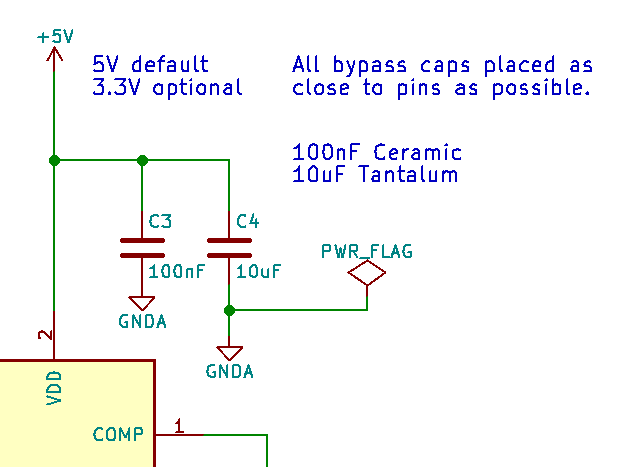 +5V
5V default
3.3V optional
All bypass caps placed as
close to pins as possible.
100nF Ceramic
10uF Tantalum
C3
100nF
GNDA
C4
10uF
GNDA
PWR_FLAG
2
VDD
COMP
1